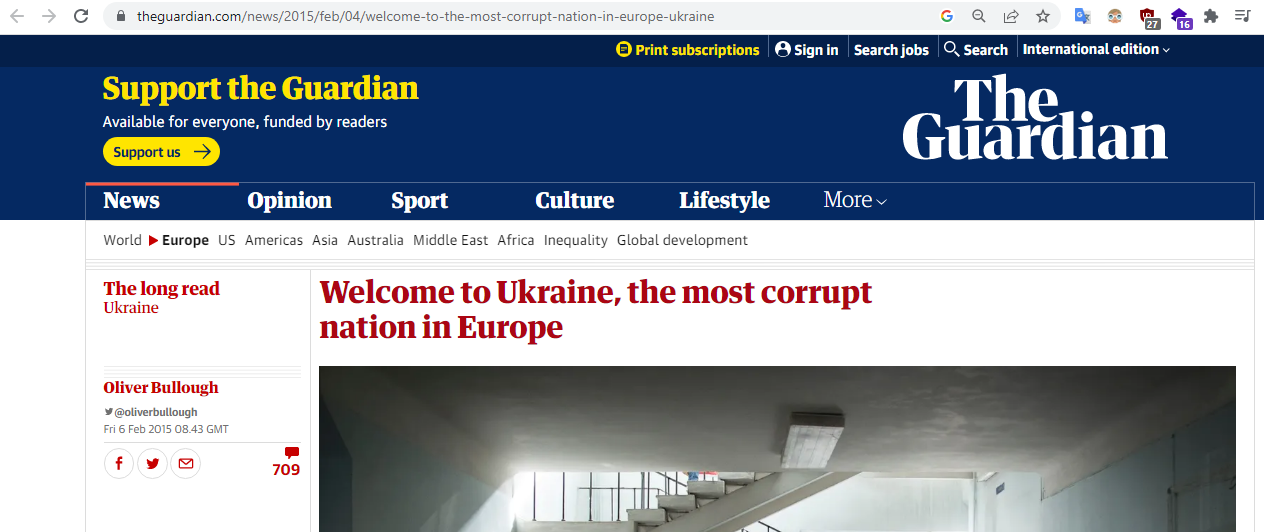 theguardian.com/news/2015/feb/04/welcome-to-the-most-corrupt-nation-in-europe-ukraine
27
16
Print subscriptions
Sign in
Search jobs
Search
International edition
Support the Guardian
Available for everyone, funded by readers
Support us
The
Guardian
News Opinion Sport Culture Lifestyle More
World Europe US Americas Asia Australia Middle East Africa Inequality Global development
The long read
Ukraine
Welcome to Ukraine, the most corrupt
nation in Europe
Oliver Bullough
@oliverbullough
Fri 6 Feb 2015 08.43 GMT
709